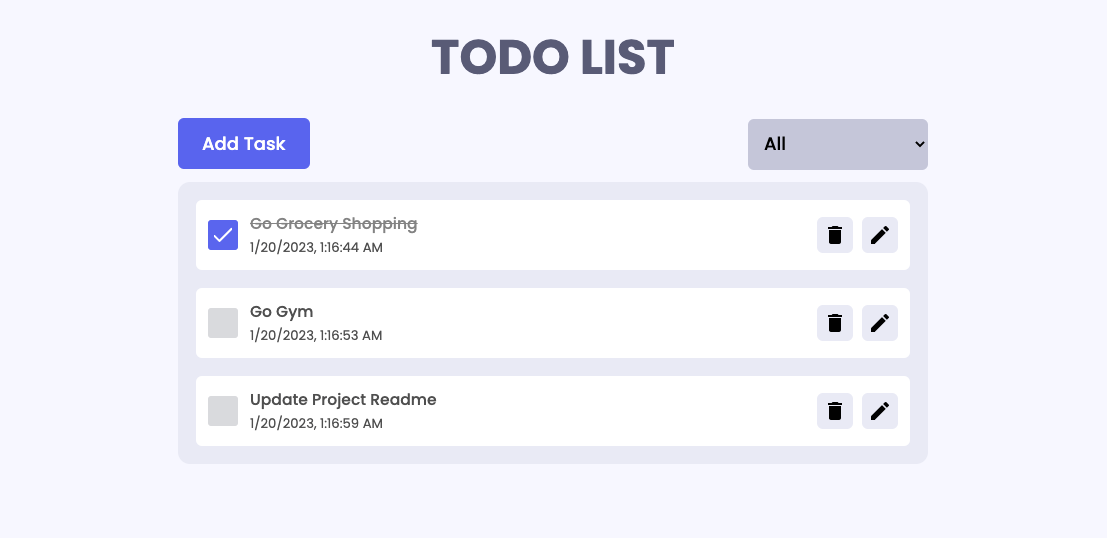 TODO LIST
Add Task
All
Go Grocery Shopping
1/20/2023, 1:16:44 AM
Go Gym
1/20/2023, 1:16:53 AM
Update Project Readme
1/20/2023, 1:16:59 AM